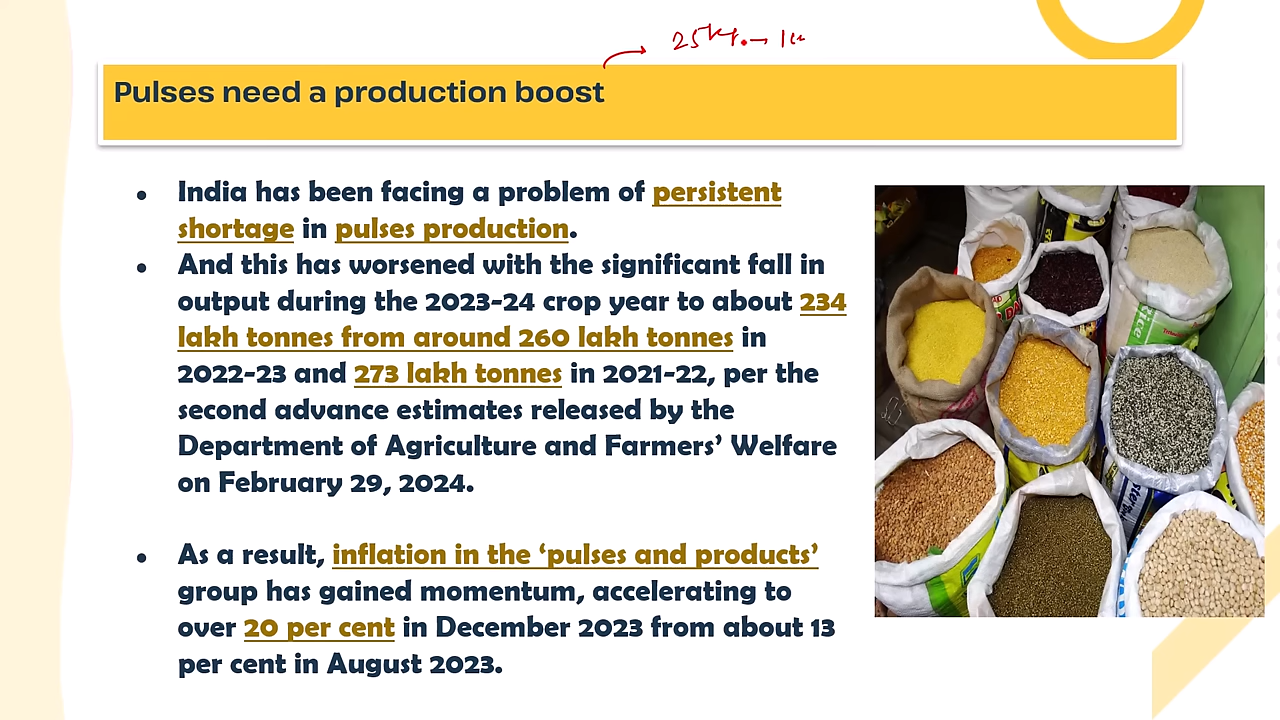 25kg → 1
Pulses need a production boost
• India has been facing a problem of persistent
shortage in pulses production.
• And this has worsened with the significant fall in
output during the 2023-24 crop year to about 234
lakh tonnes from around 260 lakh tonnes in
2022-23 and 273 lakh tonnes in 2021-22, per the
second advance estimates released by the
Department of Agriculture and Farmers’ Welfare
on February 29, 2024.
• As a result, inflation in the ‘pulses and products’
group has gained momentum, accelerating to
over 20 per cent in December 2023 from about 13
per cent in August 2023.